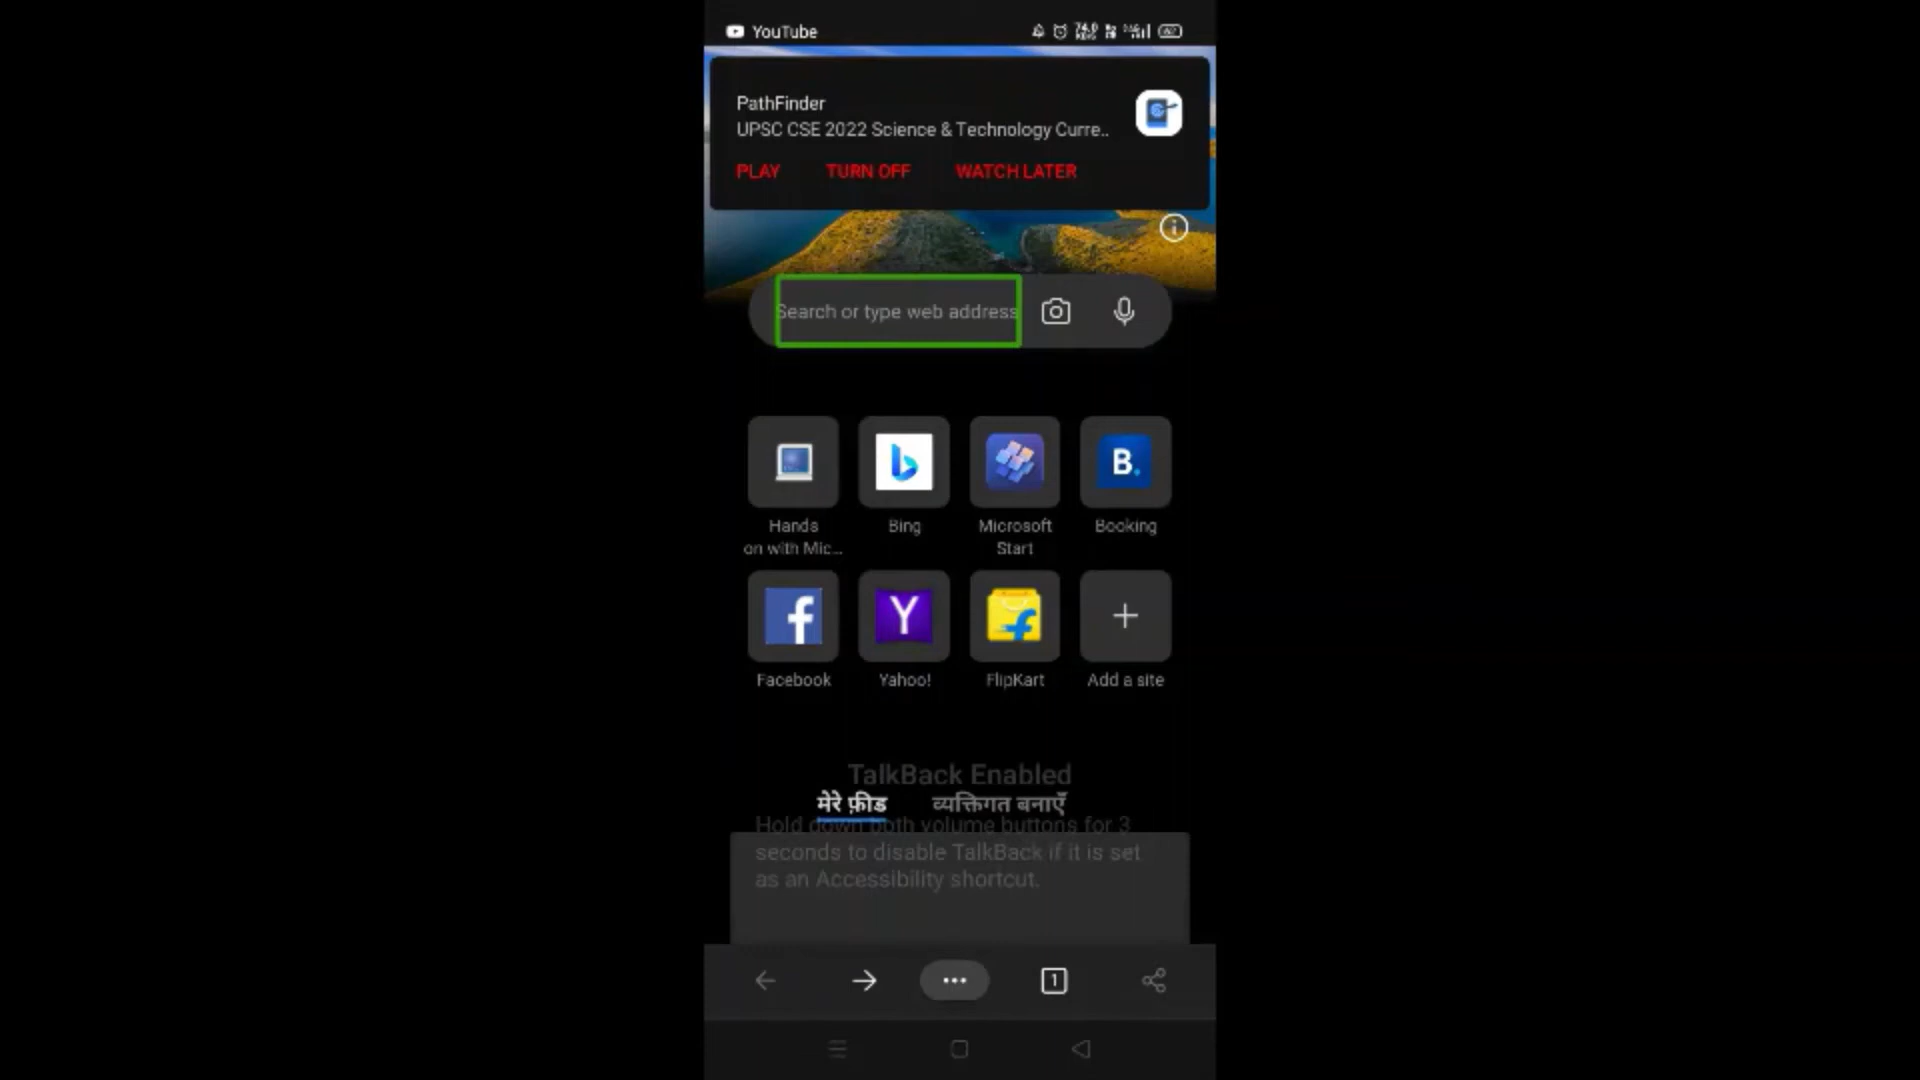 YouTube
PathFinder
UPSC CSE 2022 Science & Technology Curre..
PLAY TURN OFF WATCH LATER
Search or type web address
Hands
on with Mic...
Bing
Microsoft
Start
Booking
B.
Facebook
Yahoo!
FlipKart
Add a site
TalkBack Enabled
मेरे फ़ीड व्यक्तिगत बनाएँ
Hold down both volume buttons for 3
seconds to disable TalkBack if it is set
as an Accessibility shortcut.
1